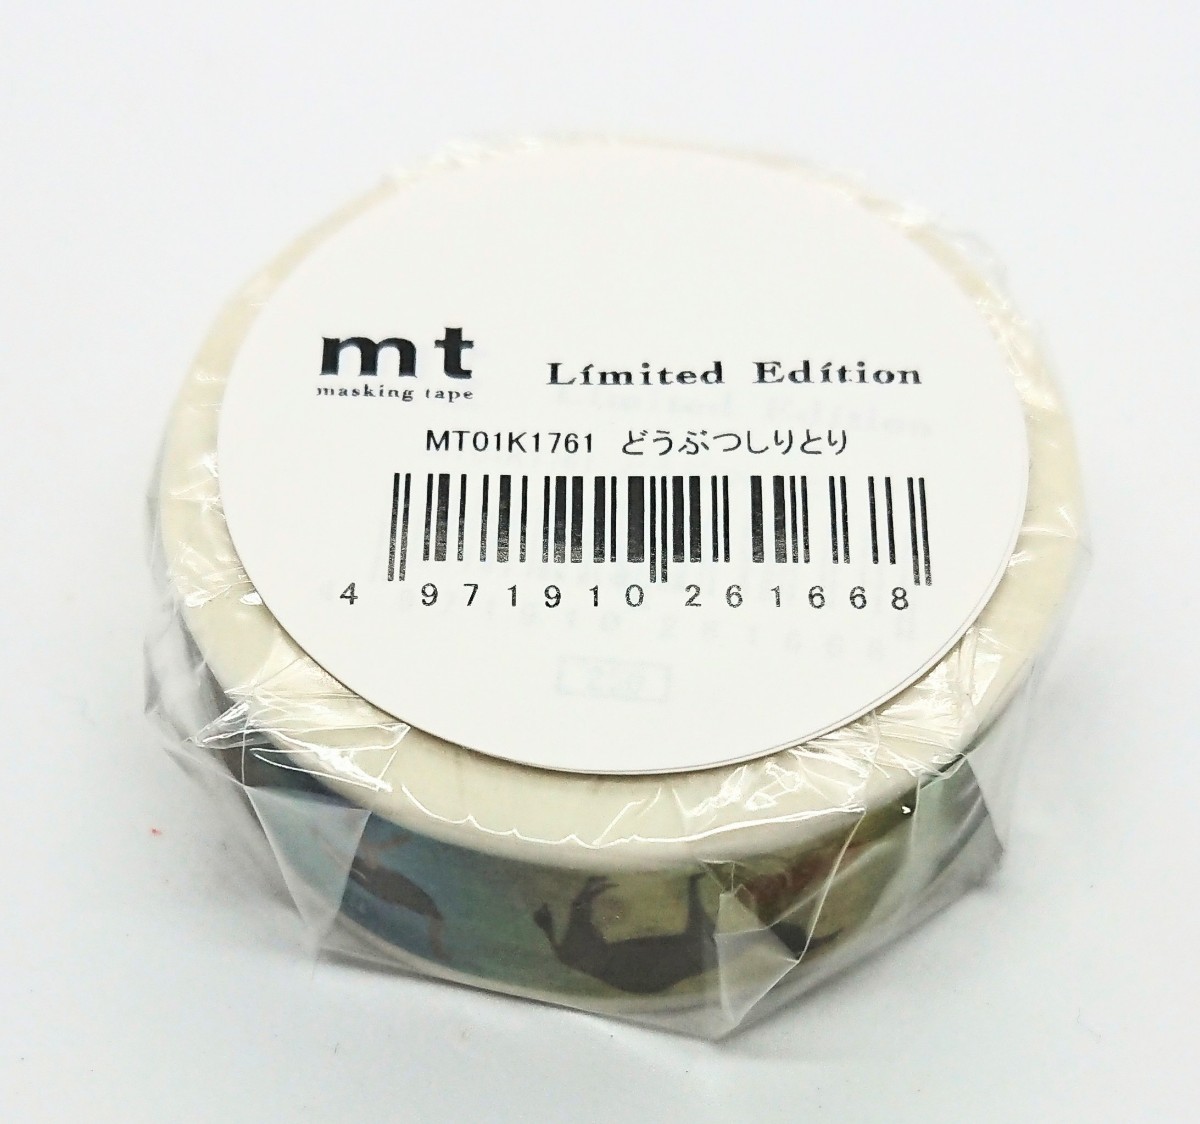 mt
masking tape
Limited Edition
MT01K1761 どうぶつしりとり
4 971910 261668